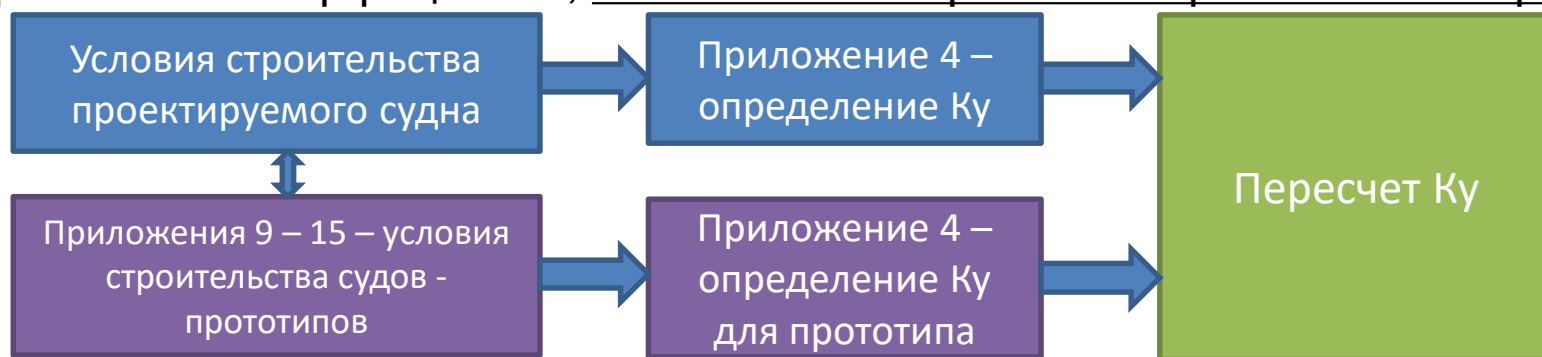 Условия строительства
проектируемого судна
Приложение 4 –
определение Ку
Пересчет Ку
Приложения 9 – 15 – условия
строительства судов -
прототипов
Приложение 4 –
определение Ку
для прототипа